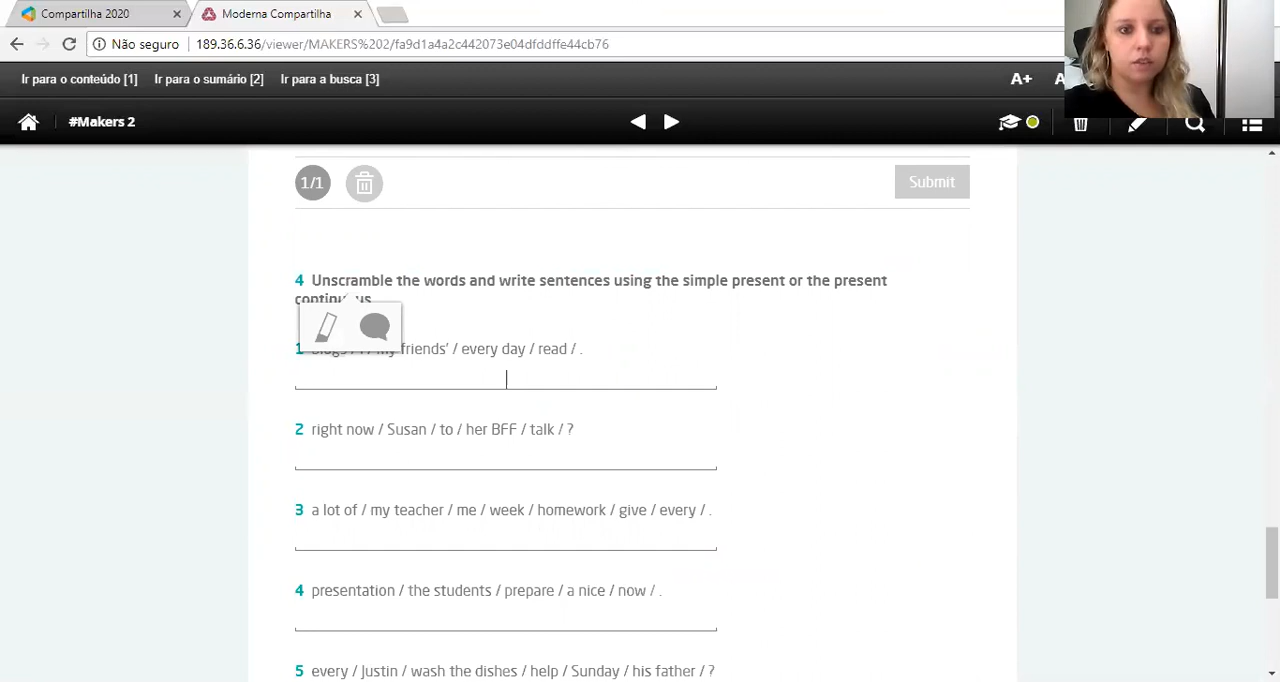 Compartilha 2020
Moderna Compartilha
Não seguro 189.36.6.36/viewer/MAKERS%202/fa9d1a4a2c442073e04dfddffe44cb76
Ir para o conteúdo [1] Ir para o sumário [2] Ir para a busca [3] A+
#Makers 2
1/1 Submit
4 Unscramble the words and write sentences using the simple present or the present
continuous
1 blogs / I / my friends' / every day / read / .
2 right now / Susan / to / her BFF / talk / ?
3 a lot of / my teacher / me / week / homework / give / every / .
4 presentation / the students / prepare / a nice / now / .
5 every / Justin / wash the dishes / help / Sunday / his father / ?